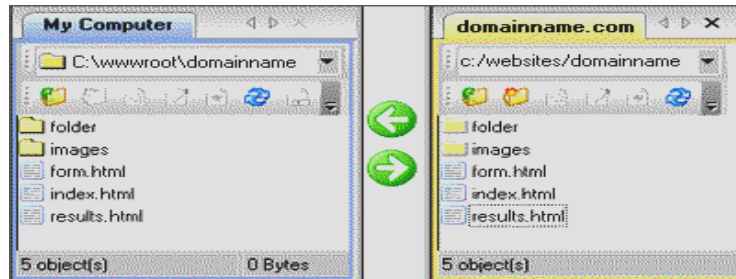 My Computer
C:\wwwroot\domainname
folder
images
form.html
index.html
results.html
5 object(s) 0 Bytes
domainname.com
c:/websites/domainname
folder
images
form.html
index.html
results.html
5 object(s)